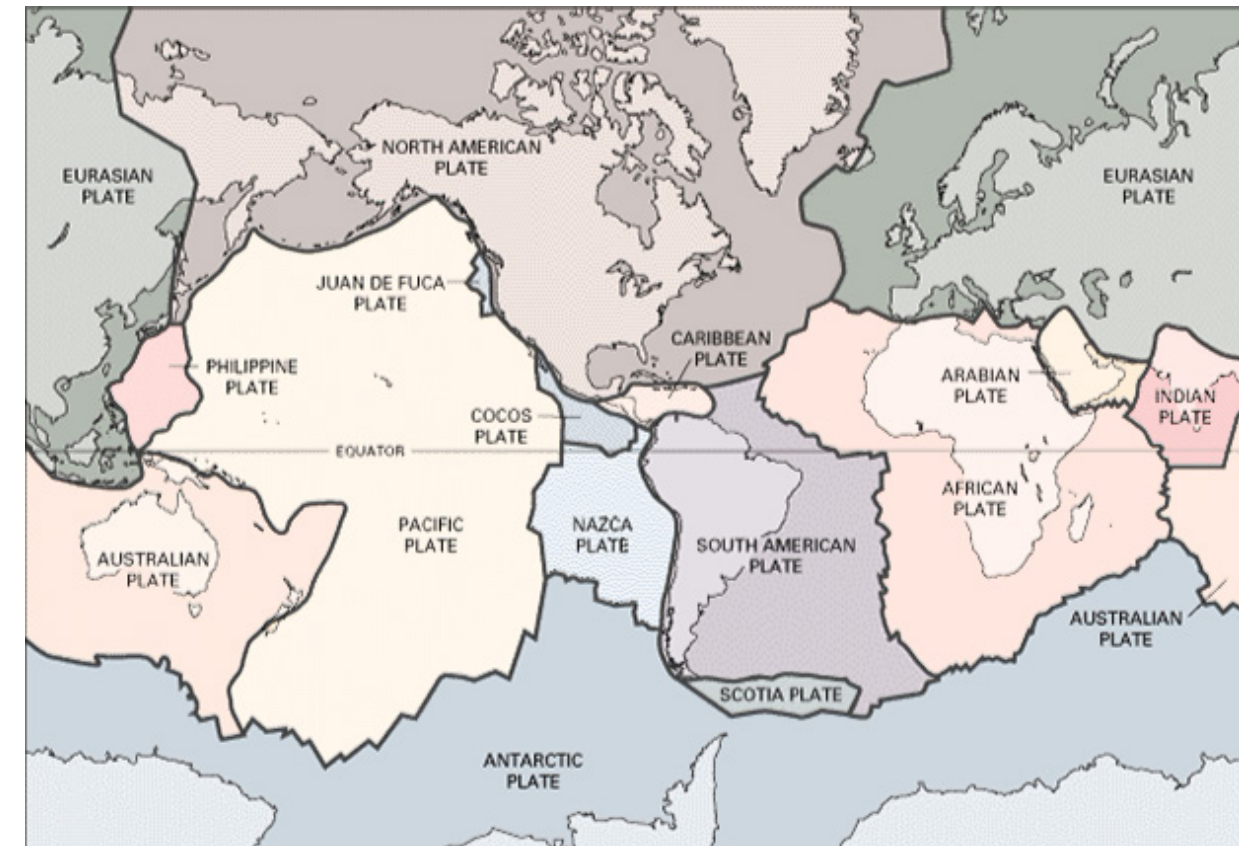 NORTH AMERICAN
PLATE
EURASIAN
PLATE
EURASIAN
PLATE
JUAN DE FUCA
PLATE
CARIBBEAN
PLATE
PHILIPPINE
PLATE
ARABIAN
PLATE
INDIAN
PLATE
COCOS
PLATE
EQUATOR
AFRICAN
PLATE
PACIFIC
PLATE
NAZCA
PLATE
SOUTH AMERICAN
PLATE
AUSTRALIAN
PLATE
AUSTRALIAN
PLATE
SCOTIA PLATE
ANTARCTIC
PLATE